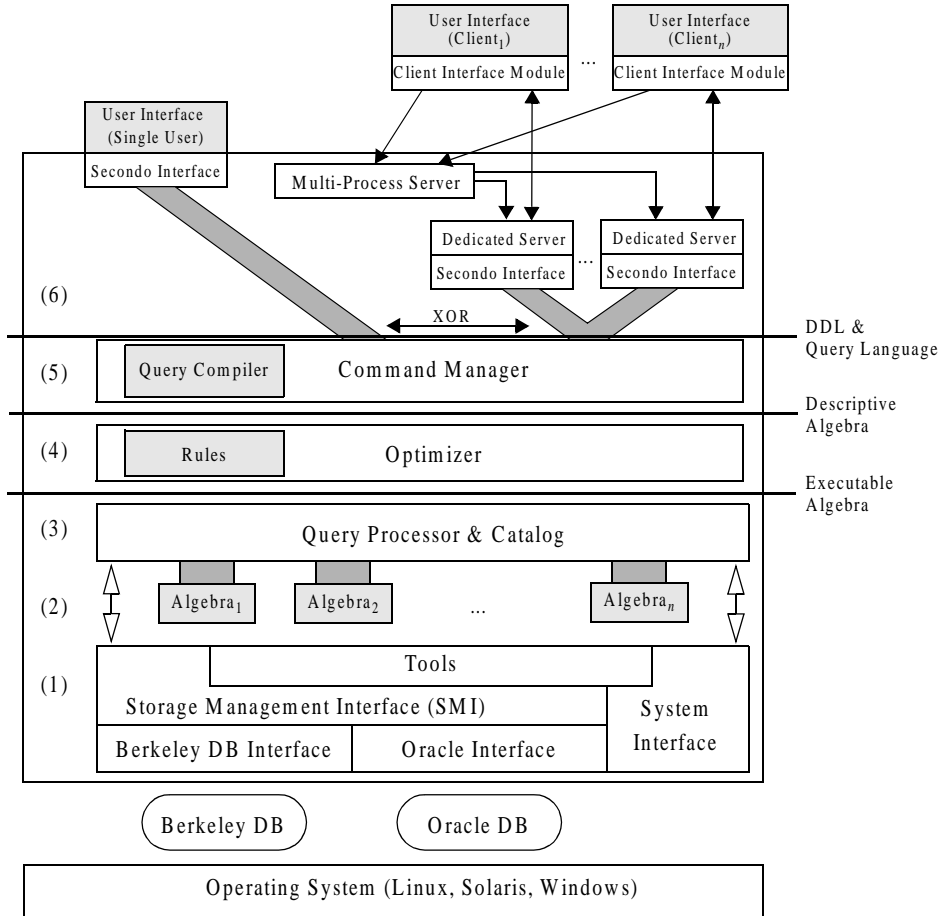 User Interface
(Client1)
Client Interface Module
...
User Interface
(Clientn)
Client Interface Module
User Interface
(Single User)
Secondo Interface
Multi-Process Server
Dedicated Server
Secondo Interface
...
Dedicated Server
Secondo Interface
(6)
XOR
DDL &
Query Language
(5)
Query Compiler
Command Manager
Descriptive
Algebra
(4)
Rules
Optimizer
Executable
Algebra
(3)
Query Processor & Catalog
(2)
Algebra1
Algebra2
...
Algebran
(1)
Tools
Storage Management Interface (SMI)
System
Interface
Berkeley DB Interface
Oracle Interface
Berkeley DB
Oracle DB
Operating System (Linux, Solaris, Windows)